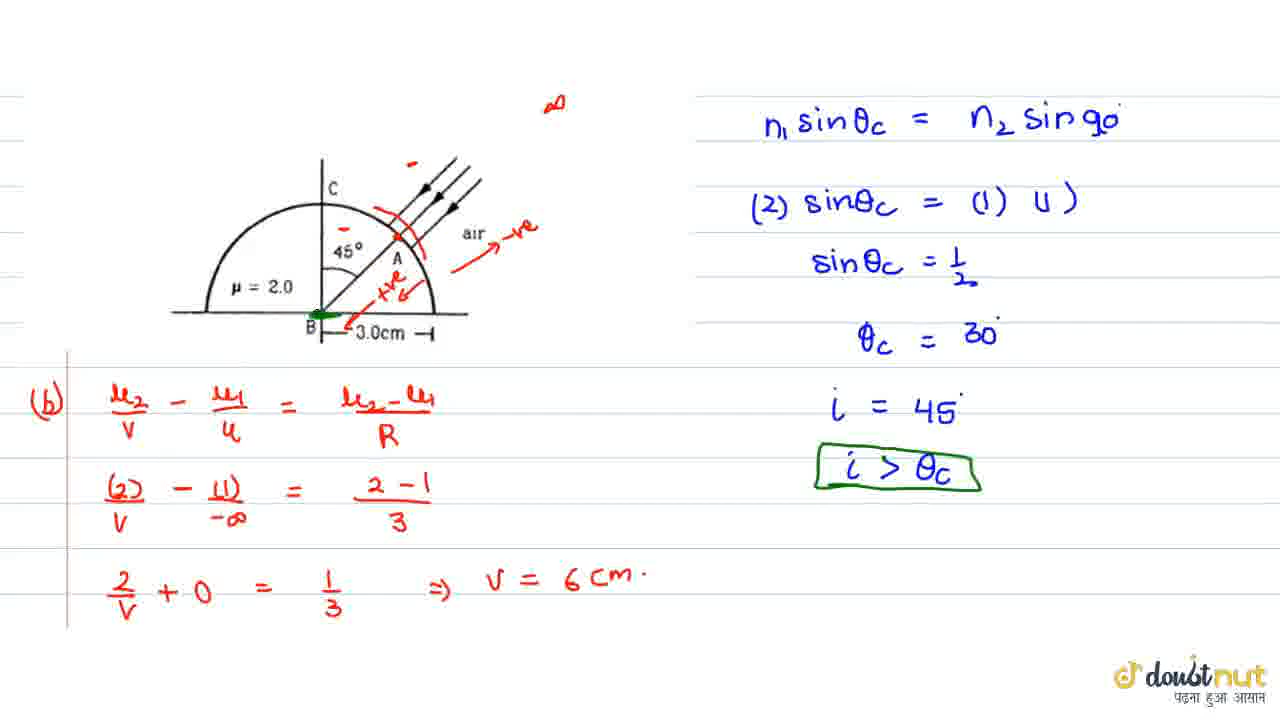 ∞
C
-
-
45°
air
-ve
A
+ve
μ = 2.0
B
3.0cm
(b) μ2/v - μ1/u = μ2-μ1/R
(2)/v - (1)/-∞ = 2-1/3
2/v + 0 = 1/3 ⇒ v = 6 cm.
n1 sinθc = n2 sin90°
(2) sinθc = (1) (1)
sinθc = 1/2
θc = 30°
i = 45°
i > θc
doubtnut
पढ़ना हुआ आसान